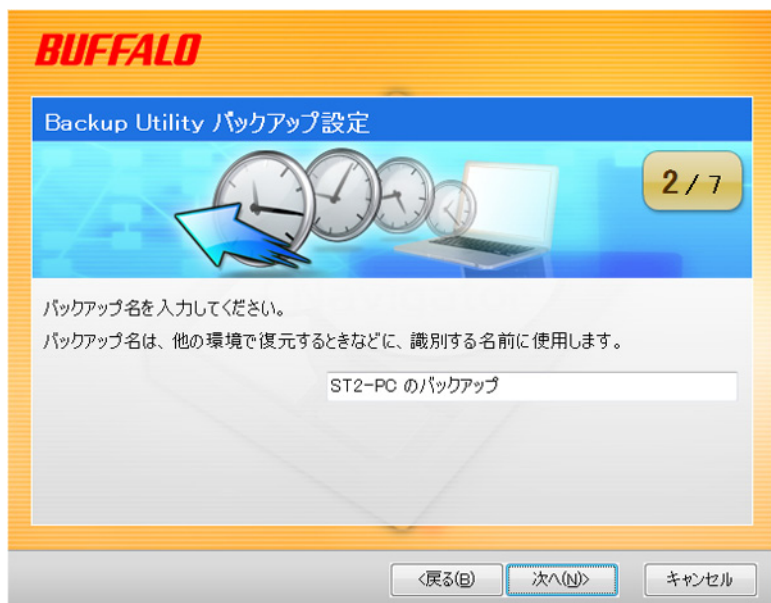 BUFFALO
Backup Utility バックアップ設定
2 / 7
バックアップ名を入力してください。
バックアップ名は、他の環境で復元するときなどに、識別する名前に使用します。
ST2-PC のバックアップ
<戻る(B) 次へ(N)> キャンセル